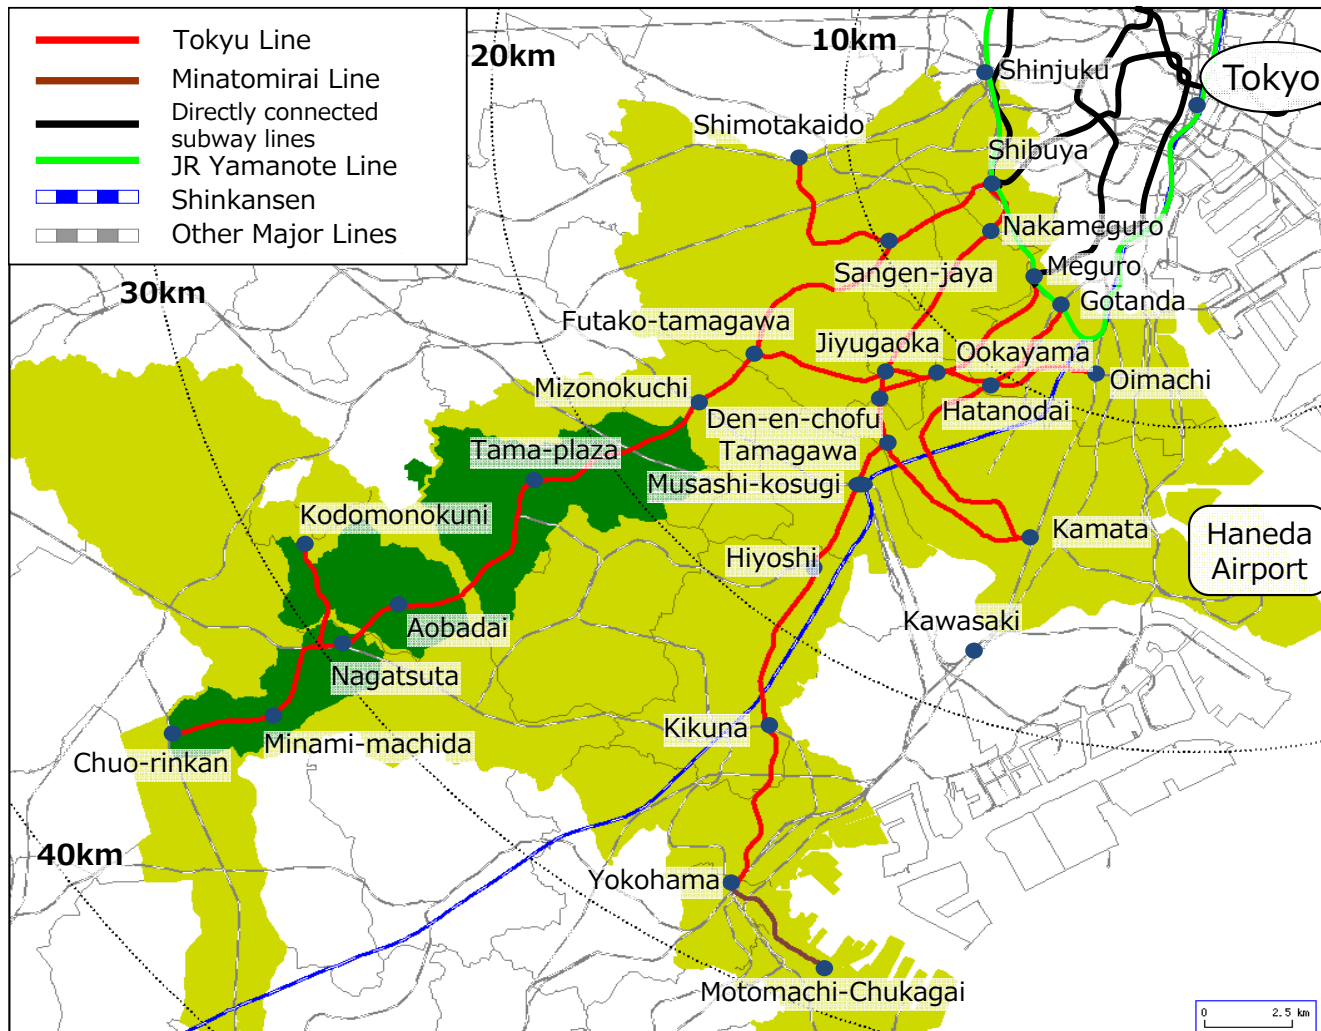 Tokyu Line
Minatomirai Line
Directly connected
subway lines
JR Yamanote Line
Shinkansen
Other Major Lines
20km
10km
Shinjuku
Tokyo
Shimotakaido
Shibuya
Nakameguro
Sangen-jaya
Meguro
30km
Gotanda
Futako-tamagawa
Jiyugaoka
Ookayama
Oimachi
Mizonokuchi
Den-en-chofu
Hatanodai
Tama-plaza
Tamagawa
Musashi-kosugi
Kodomonokuni
Kamata
Haneda
Airport
Hiyoshi
Aobadai
Kawasaki
Nagatsuta
Kikuna
Minami-machida
Chuo-rinkan
40km
Yokohama
Motomachi-Chukagai
0 2.5 km